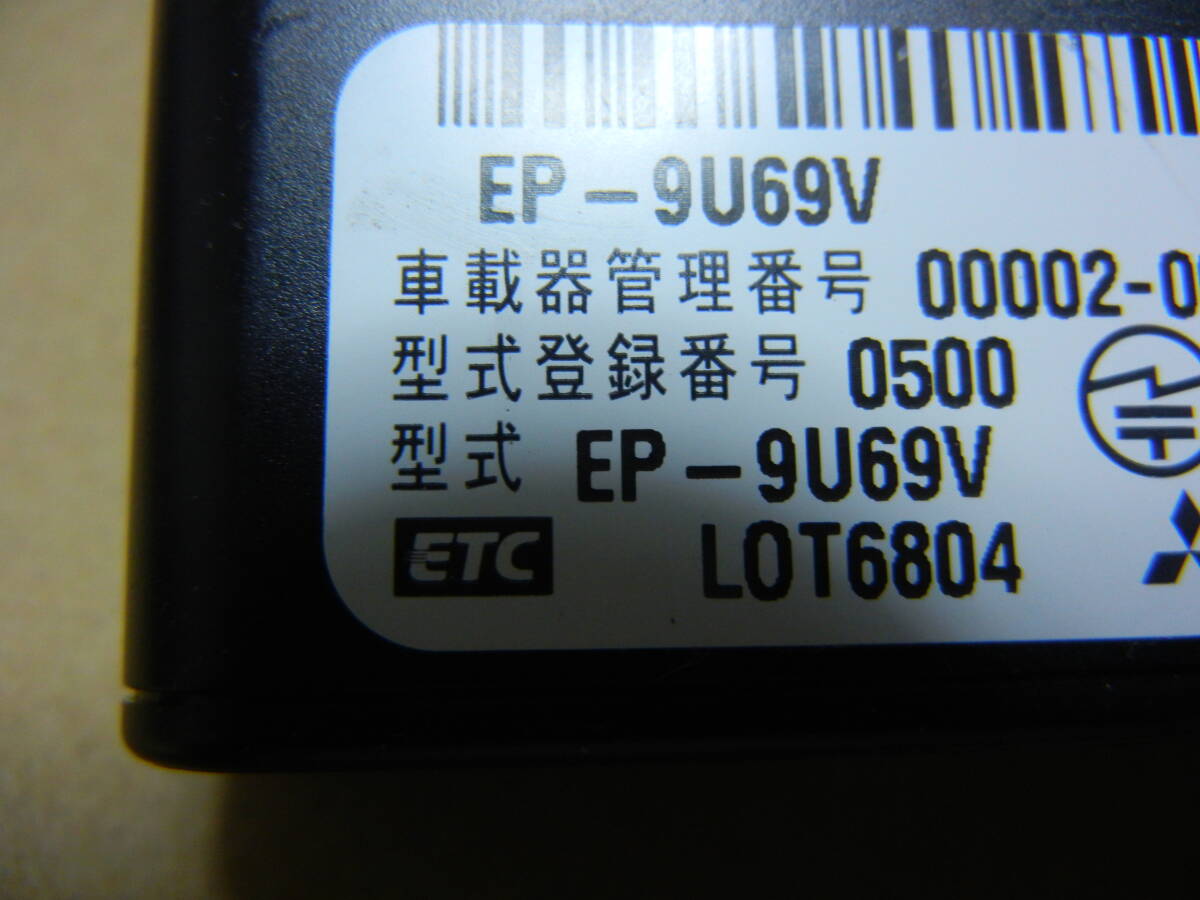 EP-9U69V
車載器管理番号 00002-0
型式登録番号 0500
型式 EP-9U69V
ETC LOT6804